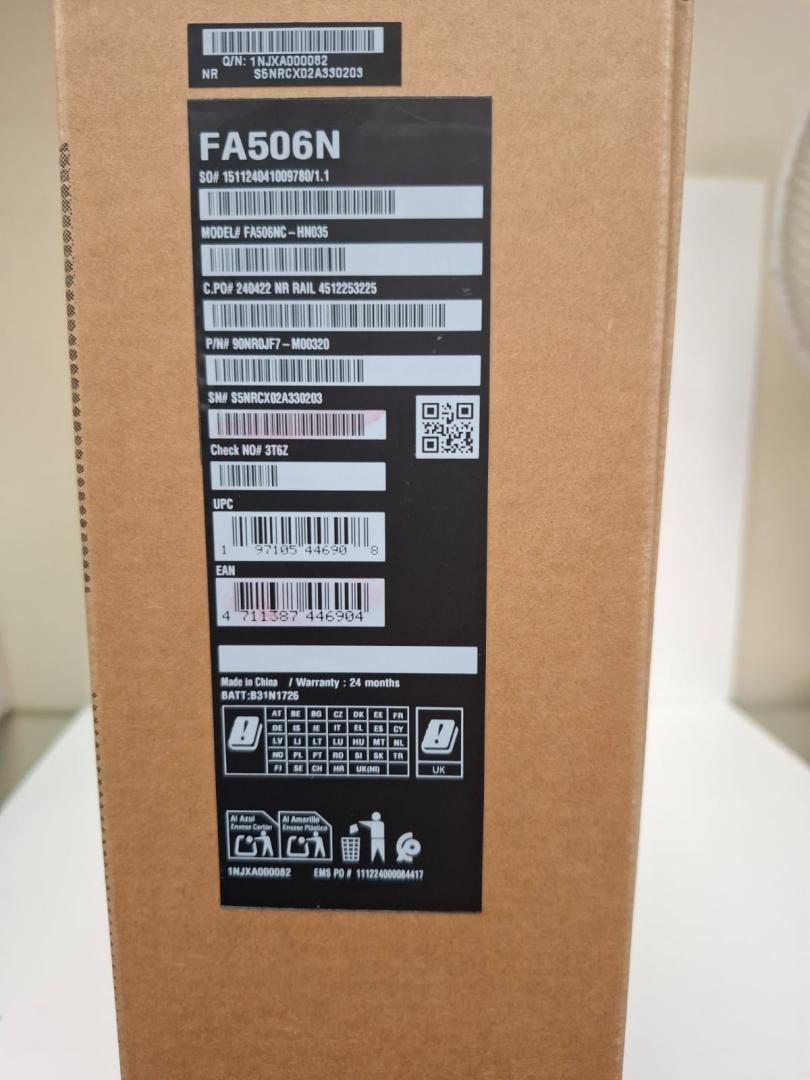 Q/N: 1NJXA000082
NR S5NRCX02A330203
FA506N
SO# 151124041009780/1.1
MODEL# FA506NC-HN035
C.PO# 240422 NR RAIL 4512253225
P/N# 90NR0JF7-M00320
SN# S5NRCX02A330203
Check NO# 3T6Z
UPC
1 97105 44690 8
EAN
4 711387 446904
Made in China / Warranty : 24 months
BATT:B31N1726
AT BE BG CZ DK EE FR
DE IS IE IT EL ES CY
LV LI LT LU HU MT NL
NO PL PT RO SI SK TR
FI SE CH HR UK(NI)
UK
Al Azul Al Amarillo
Envase Cartón Envase Plástico
1NJXA000082 EMS PO # 111224000084417